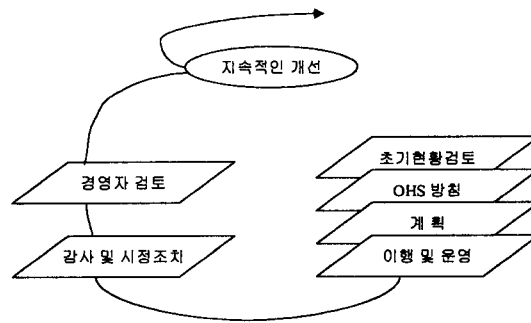 지속적인 개선
경영자 검토
감사 및 시정조치
초기현황검토
OHS 방침
계 획
이행 및 운영